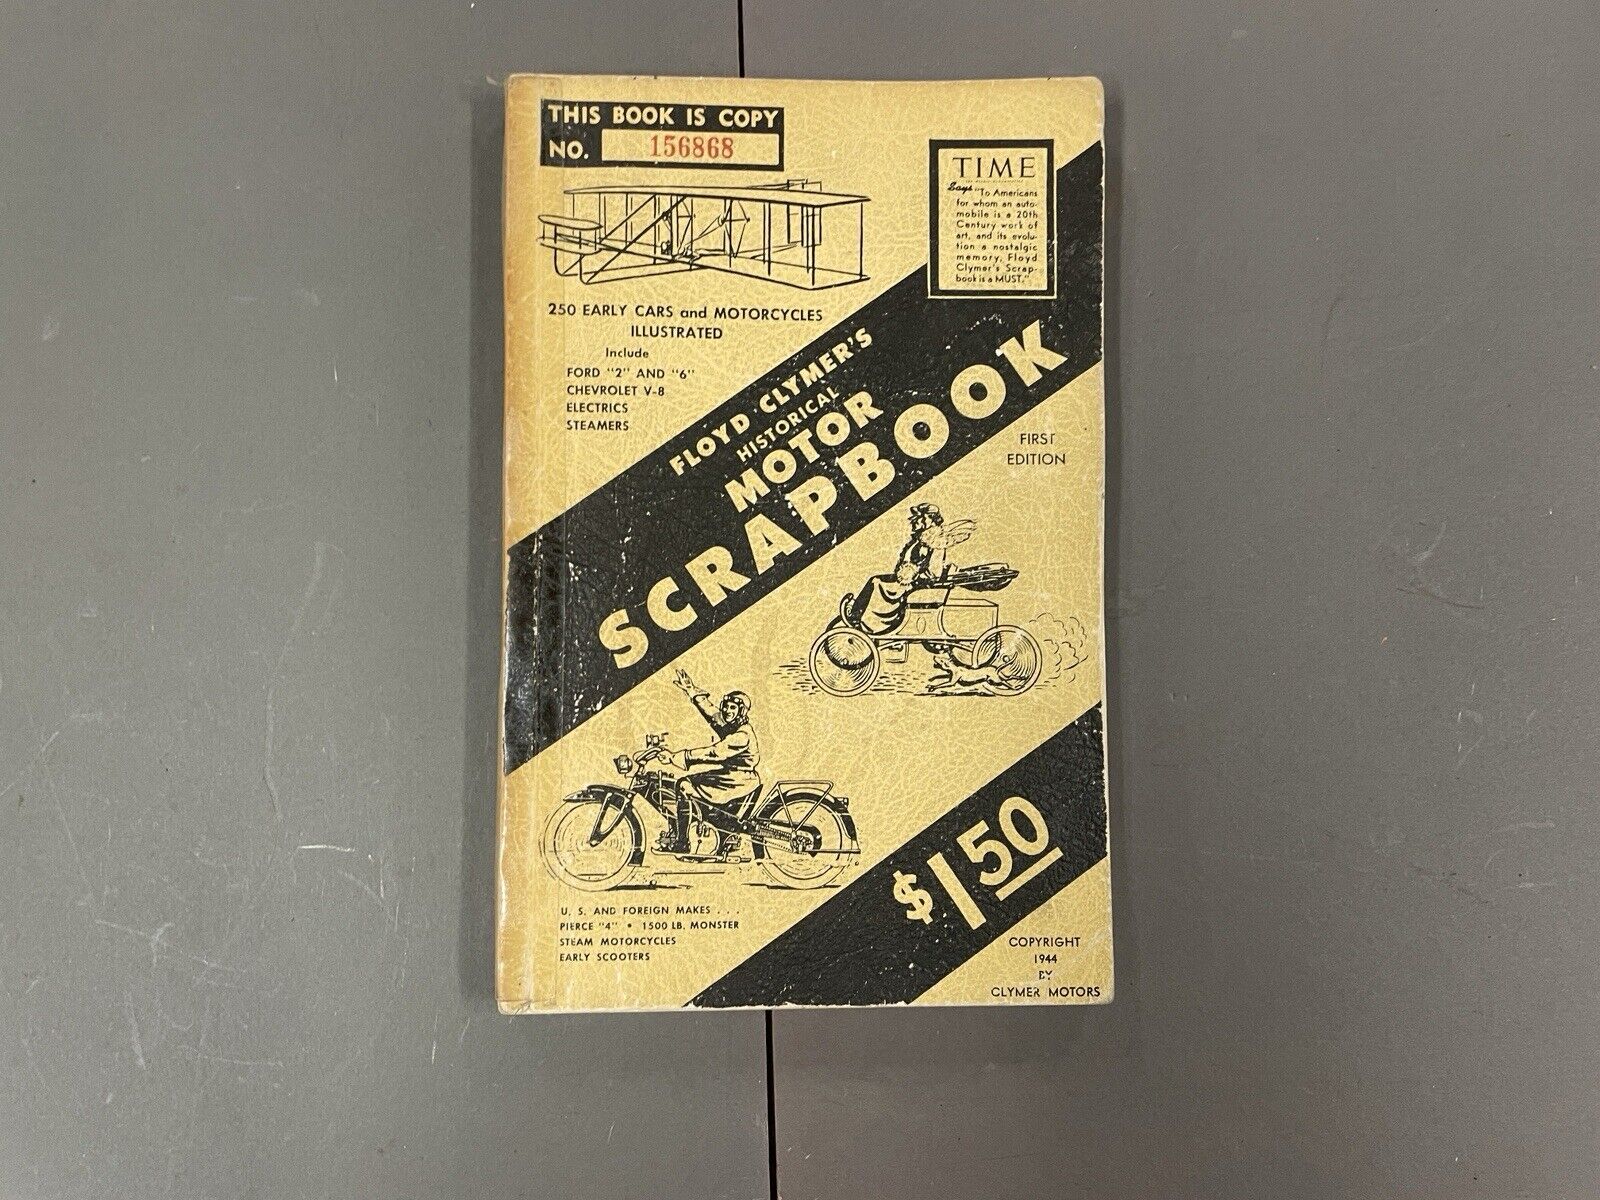 THIS BOOK IS COPY
NO. 156868
TIME
Says "To Americans
for whom an auto-
mobile is a 20th
Century work of
art, and its evolu-
tion a nostalgic
memory, Floyd
Clymer's Scrap-
book is a MUST."
250 EARLY CARS and MOTORCYCLES
ILLUSTRATED
Include
FORD "2" AND "6"
CHEVROLET V-8
ELECTRICS
STEAMERS
FLOYD CLYMER'S
HISTORICAL
MOTOR
SCRAPBOOK
FIRST
EDITION
U. S. AND FOREIGN MAKES . . .
PIERCE "4" • 1500 LB. MONSTER
STEAM MOTORCYCLES
EARLY SCOOTERS
$1.50
COPYRIGHT
1944
BY
CLYMER MOTORS